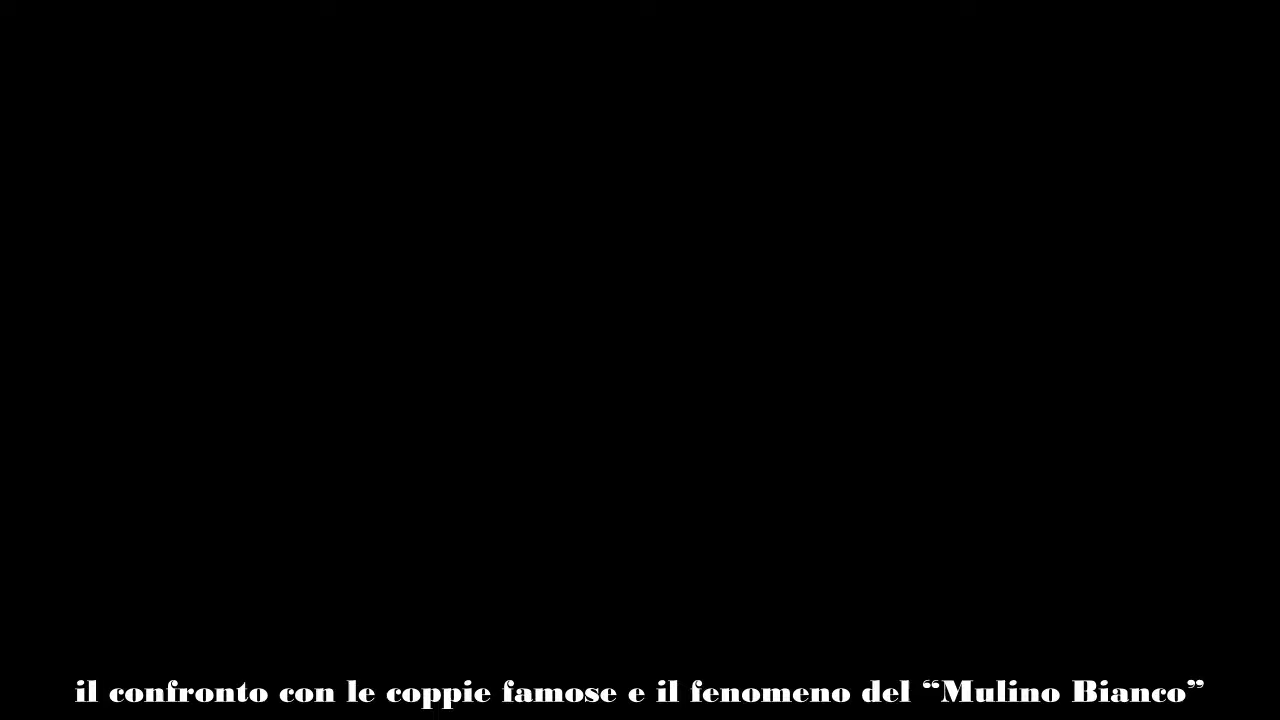 il confronto con le coppie famose e il fenomeno del “Mulino Bianco”